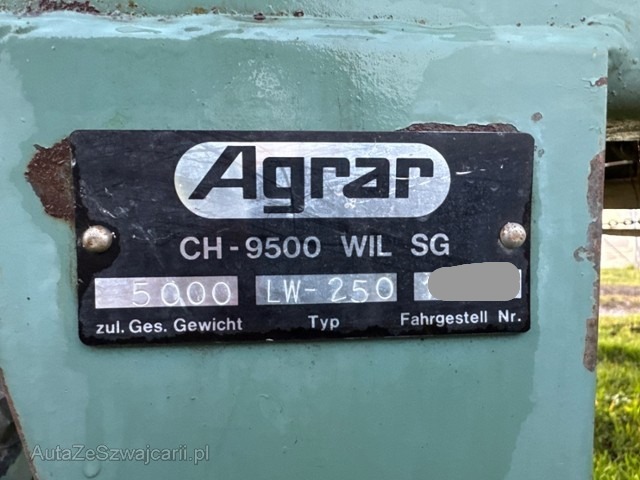 Agrar
CH-9500 WIL SG
5000 LW-250
zul. Ges. Gewicht Typ Fahrgestell Nr.
AutaZeSzwajcarii.pl